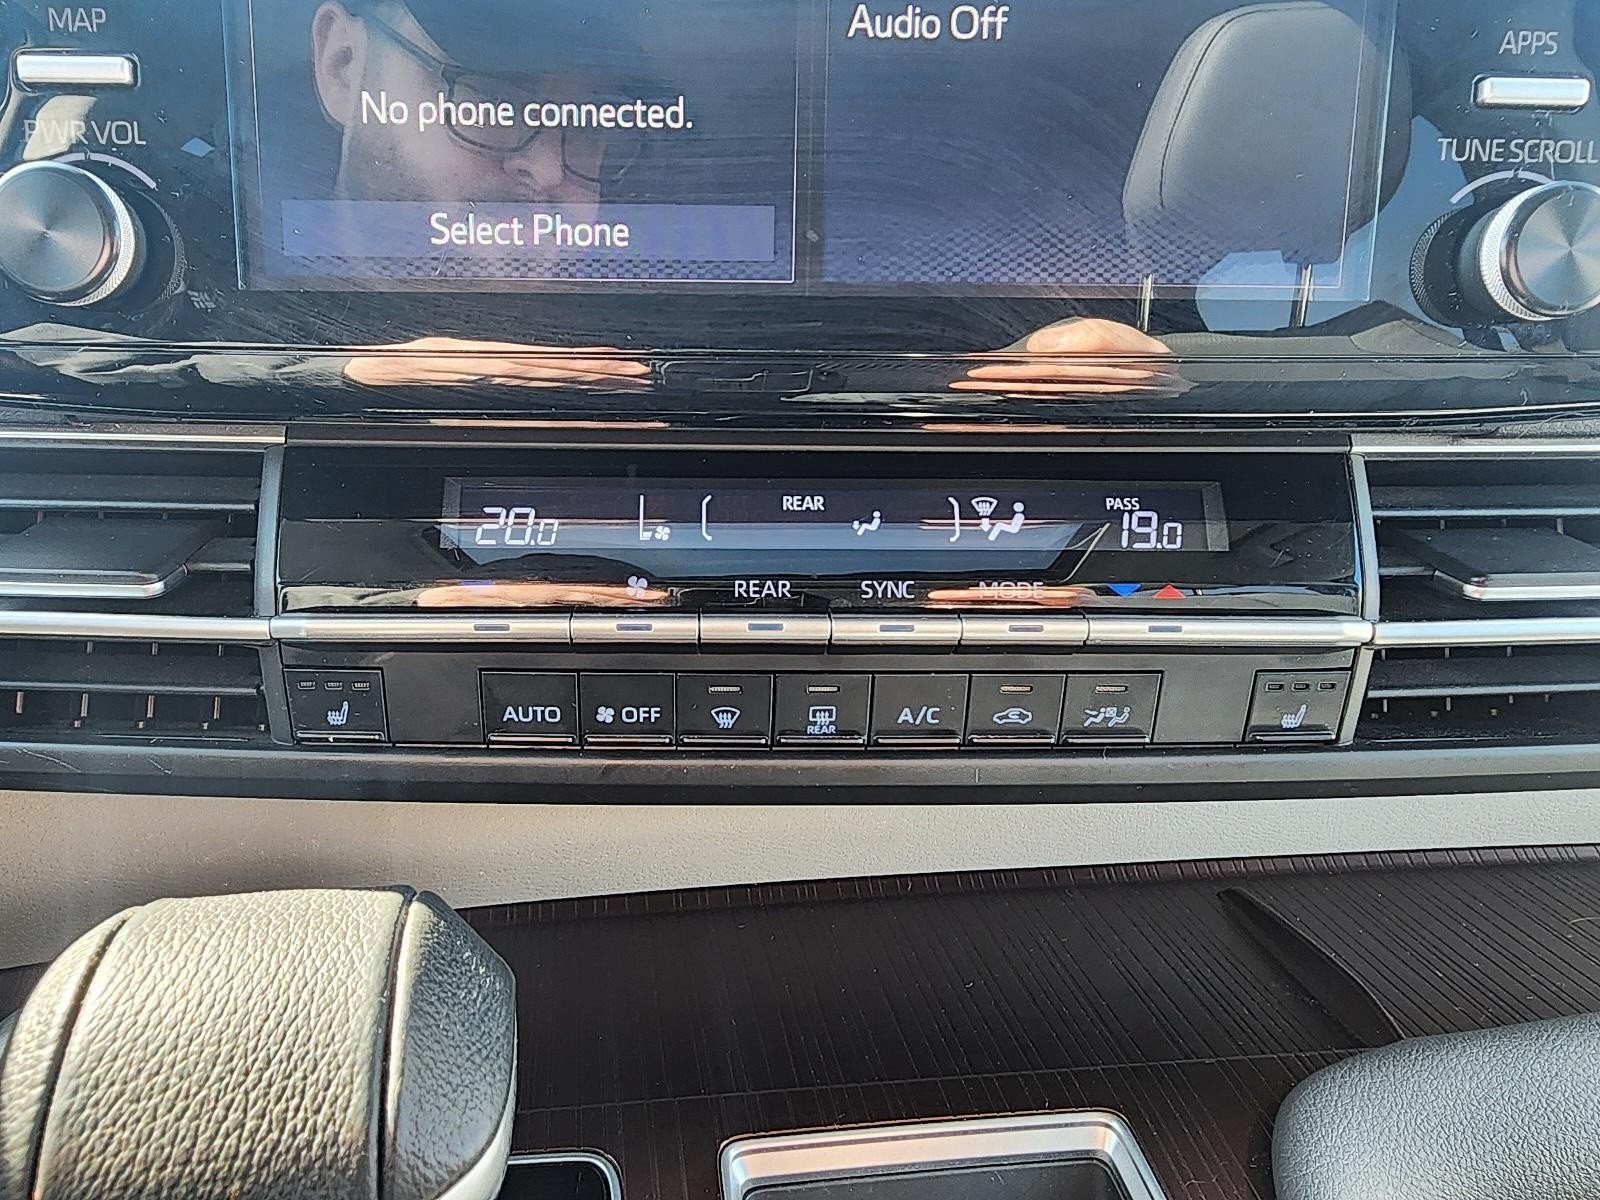 MAP
Audio Off
APPS
No phone connected.
PWR VOL
TUNE SCROLL
Select Phone
REAR
PASS
20.0
19.0
REAR
SYNC
MODE
AUTO
OFF
REAR
A/C